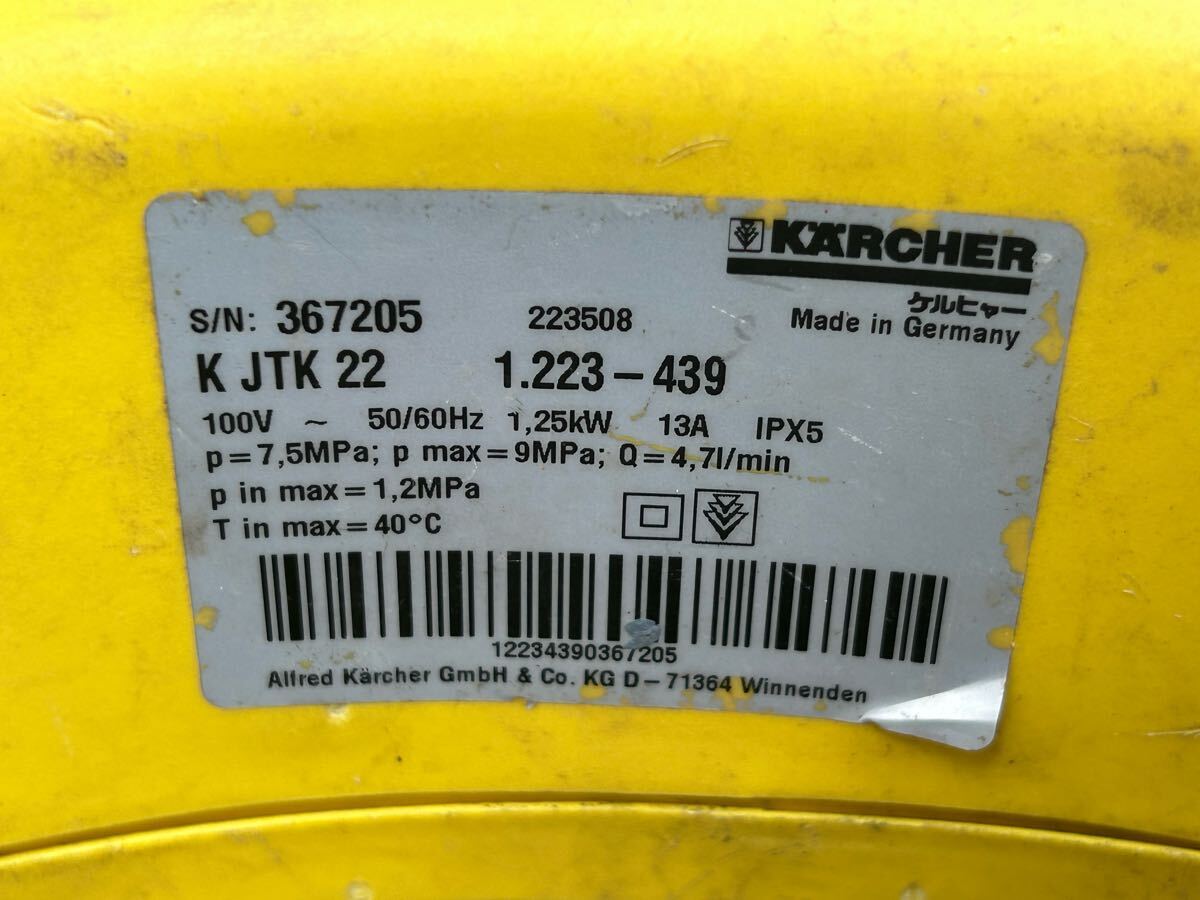 KÄRCHER
ケルヒャー
S/N: 367205 223508 Made in Germany
K JTK 22 1.223-439
100V ~ 50/60Hz 1,25kW 13A IPX5
p=7,5MPa; p max=9MPa; Q=4,7l/min
p in max=1,2MPa
T in max=40°C
12234390367205
Alfred Kärcher GmbH & Co. KG D-71364 Winnenden